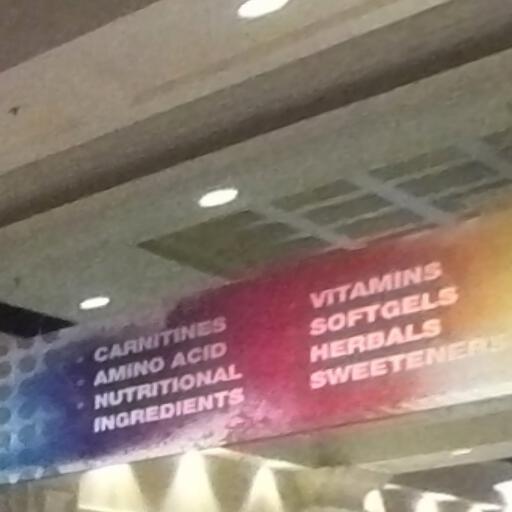 CARNITINES
AMINO ACID
NUTRITIONAL
INGREDIENTS
VITAMINS
SOFTGELS
HERBALS
SWEETENERS